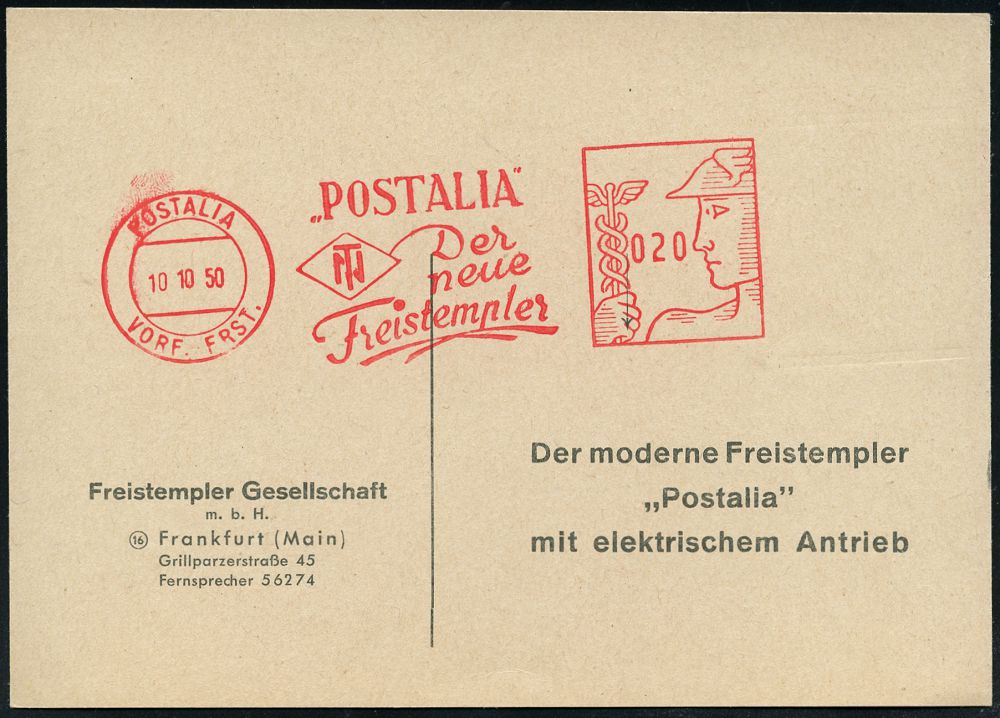 POSTALIA
10 10 50
VORF. FRST.
„POSTALIA"
Der
neue
Freistempler
020
Freistempler Gesellschaft
m. b. H.
⑯ Frankfurt (Main)
Grillparzerstraße 45
Fernsprecher 56274
Der moderne Freistempler
„Postalia”
mit elektrischem Antrieb